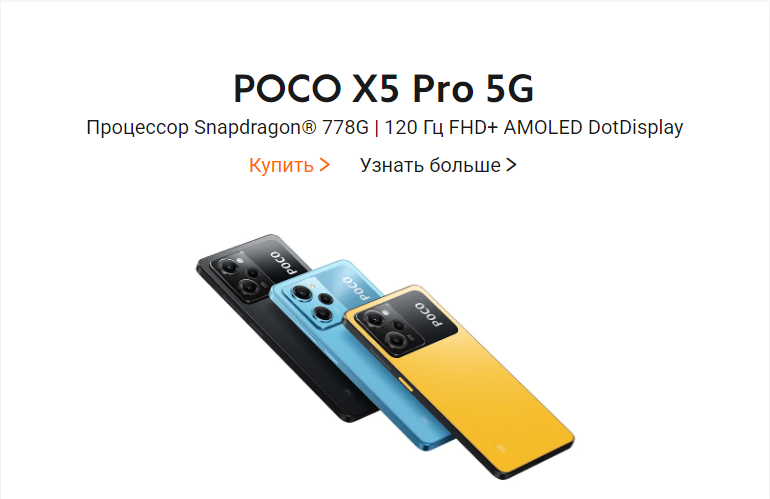 POCO X5 Pro 5G
Процессор Snapdragon® 778G | 120 Гц FHD+ AMOLED DotDisplay
Купить > Узнать больше >
POCO
POCO
POCO